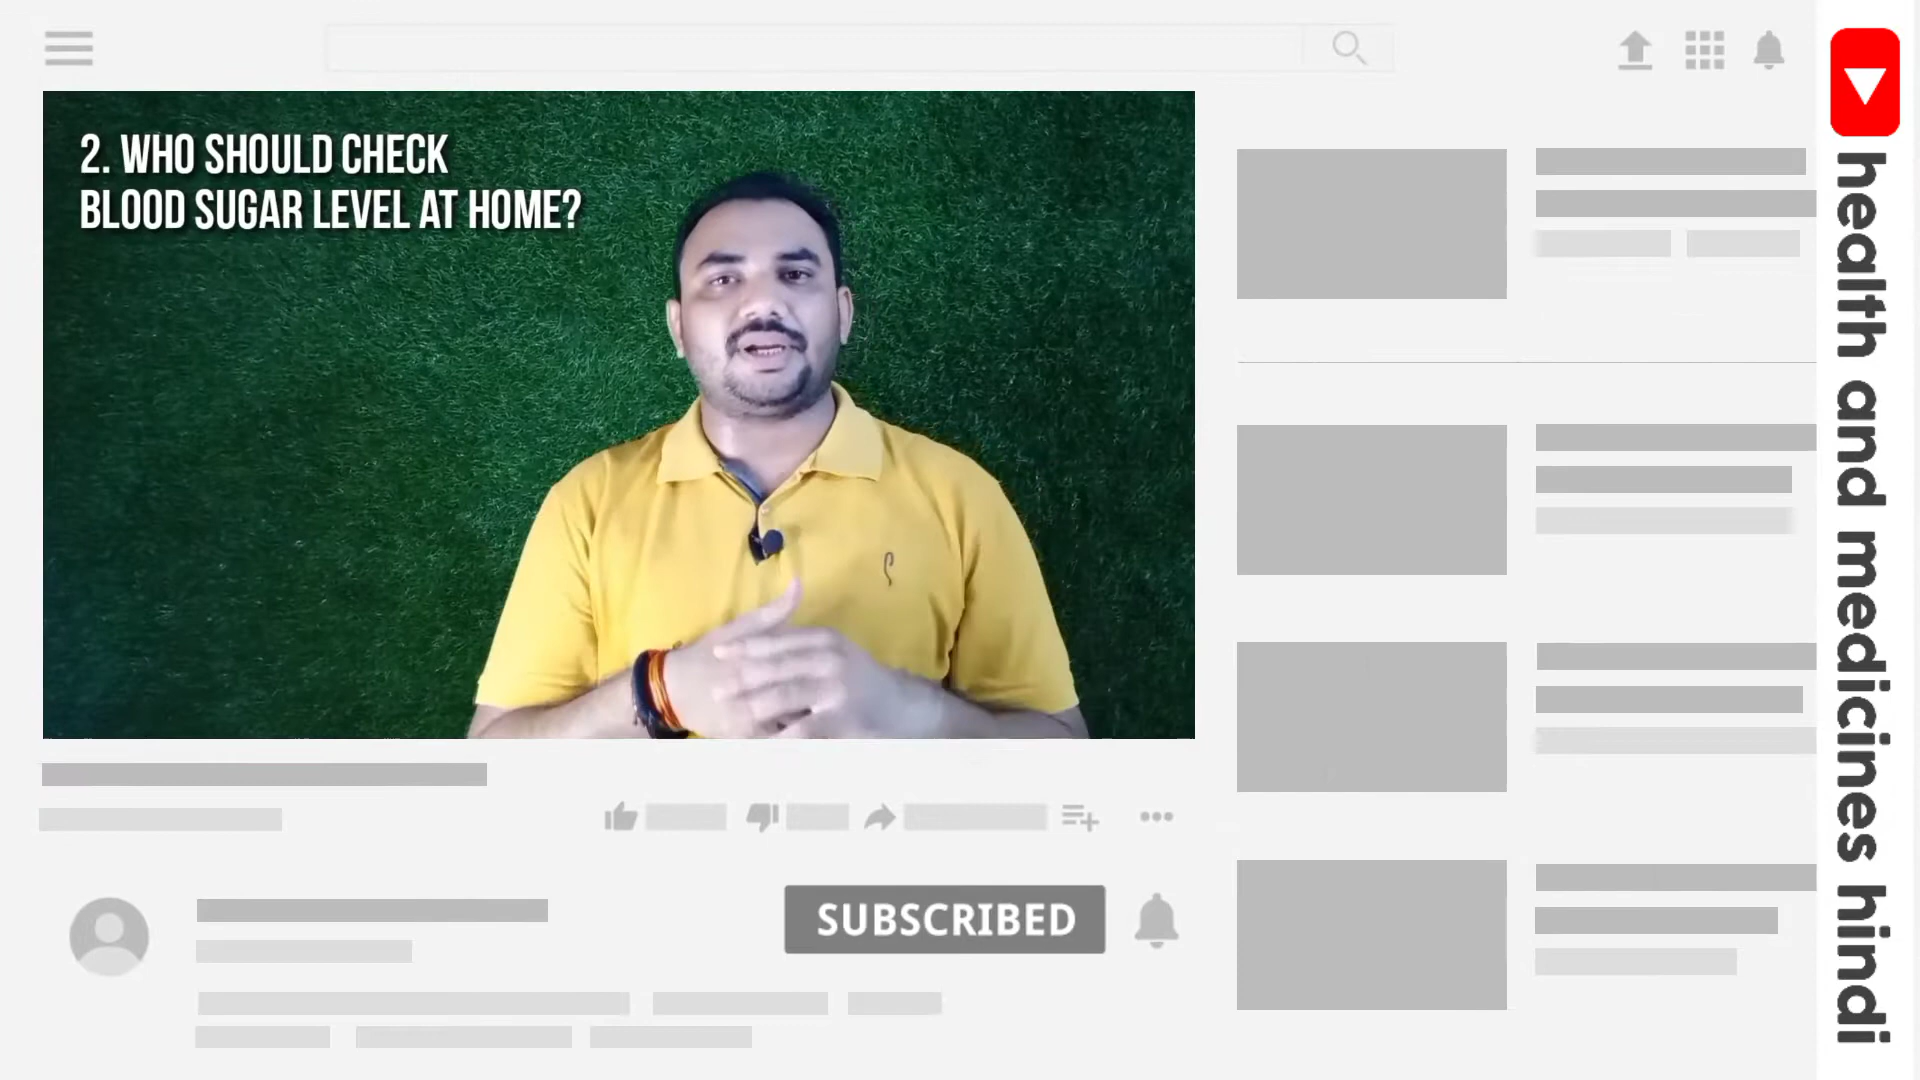 2. WHO SHOULD CHECK
BLOOD SUGAR LEVEL AT HOME?
SUBSCRIBED
health and medicines hindi